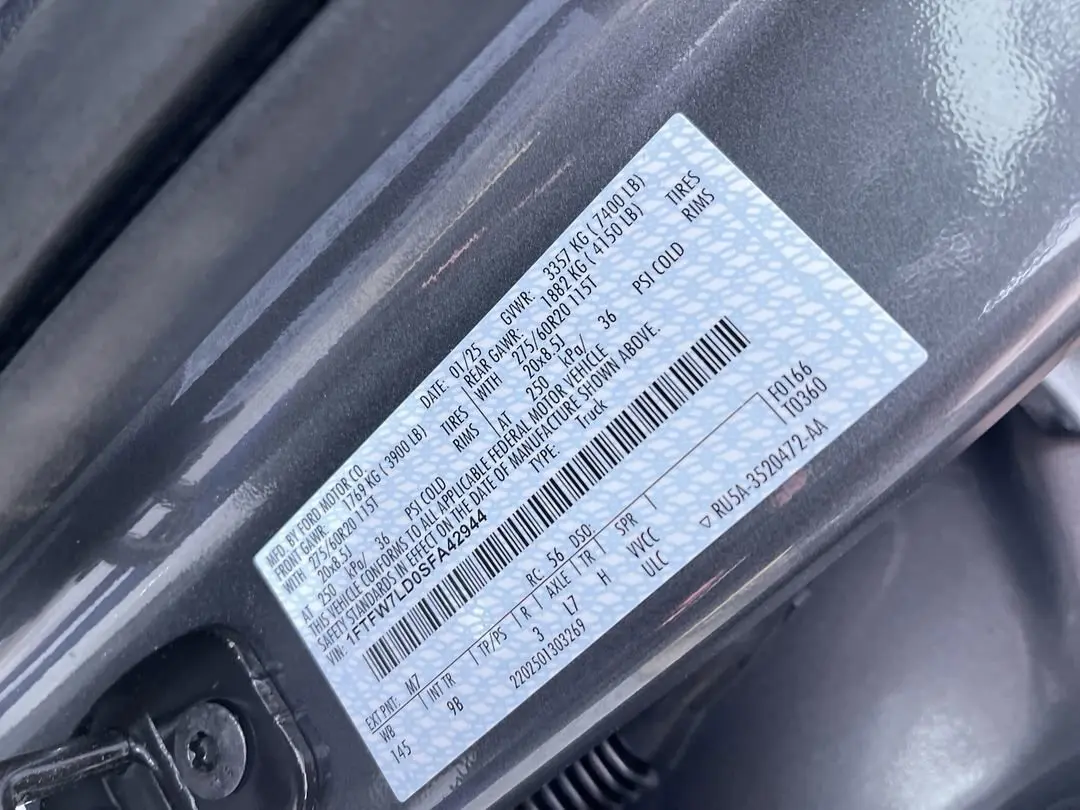 MFD. BY FORD MOTOR CO.
DATE: 01/25 GVWR: 3357 KG ( 7400 LB)
FRONT GAWR: 1769 KG ( 3900 LB) REAR GAWR: 1882 KG ( 4150 LB)
WITH 275/60R20 115T TIRES WITH 275/60R20 115T TIRES
20x8.5J RIMS 20x8.5J RIMS
AT 250 kPa/ 36 PSI COLD AT 250 kPa/ 36 PSI COLD
THIS VEHICLE CONFORMS TO ALL APPLICABLE FEDERAL MOTOR VEHICLE
SAFETY STANDARDS IN EFFECT ON THE DATE OF MANUFACTURE SHOWN ABOVE.
VIN: 1FTFW7LD0SFA42944 TYPE: Truck
F0166
T0360
EXT PNT: M7 RC: 56 DSO:
WB INT TR TP/PS R AXLE TR SPR
145 9B 3 L7 H VVCC
2202501303269 ULC
▽ RU5A-3520472-AA